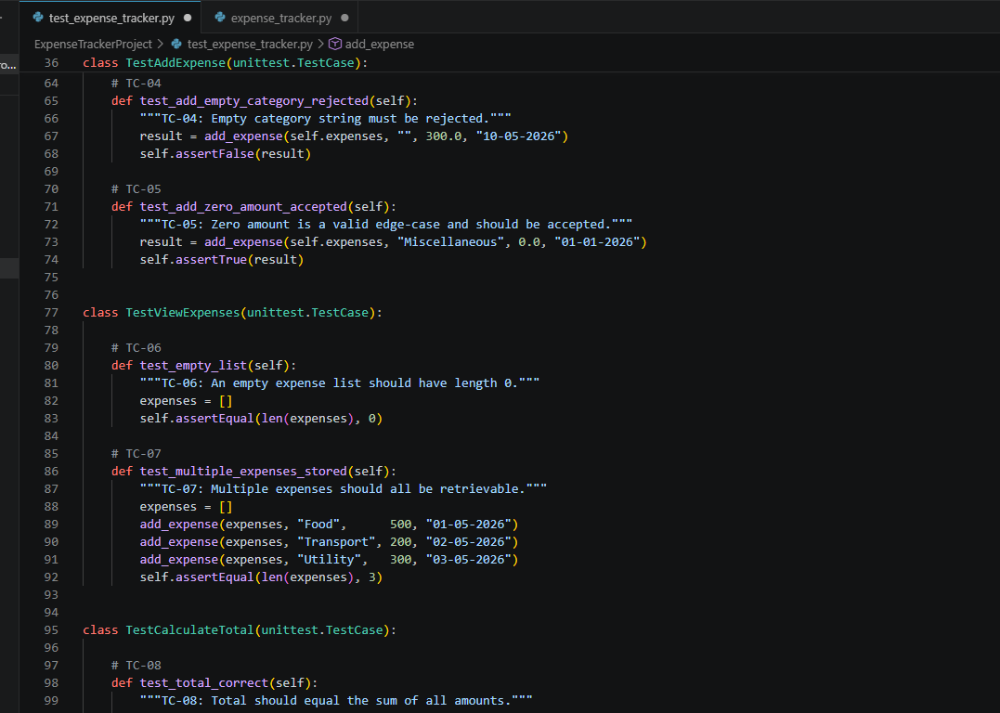 test_expense_tracker.py
expense_tracker.py
ExpenseTrackerProject > test_expense_tracker.py > add_expense
ro...
36 class TestAddExpense(unittest.TestCase):
64     # TC-04
65     def test_add_empty_category_rejected(self):
66         """TC-04: Empty category string must be rejected."""
67         result = add_expense(self.expenses, "", 300.0, "10-05-2026")
68         self.assertFalse(result)
69
70     # TC-05
71     def test_add_zero_amount_accepted(self):
72         """TC-05: Zero amount is a valid edge-case and should be accepted."""
73         result = add_expense(self.expenses, "Miscellaneous", 0.0, "01-01-2026")
74         self.assertTrue(result)
75
76
77 class TestViewExpenses(unittest.TestCase):
78
79     # TC-06
80     def test_empty_list(self):
81         """TC-06: An empty expense list should have length 0."""
82         expenses = []
83         self.assertEqual(len(expenses), 0)
84
85     # TC-07
86     def test_multiple_expenses_stored(self):
87         """TC-07: Multiple expenses should all be retrievable."""
88         expenses = []
89         add_expense(expenses, "Food",      500, "01-05-2026")
90         add_expense(expenses, "Transport", 200, "02-05-2026")
91         add_expense(expenses, "Utility",   300, "03-05-2026")
92         self.assertEqual(len(expenses), 3)
93
94
95 class TestCalculateTotal(unittest.TestCase):
96
97     # TC-08
98     def test_total_correct(self):
99         """TC-08: Total should equal the sum of all amounts."""